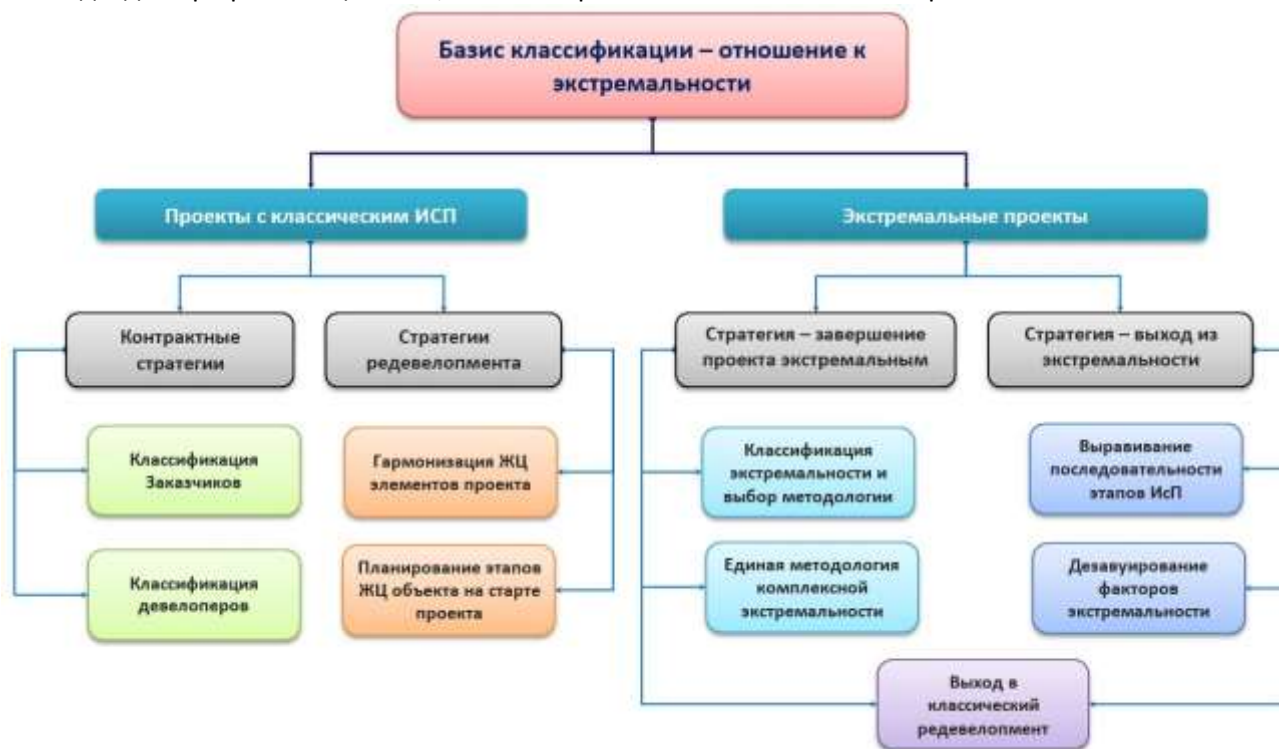 Базис классификации – отношение к
экстремальности
Проекты с классическим ИСП
Экстремальные проекты
Контрактные
стратегии
Стратегии
редевелопмента
Стратегия – завершение
проекта экстремальным
Стратегия – выход из
экстремальности
Классификация
Заказчиков
Гармонизация ЖЦ
элементов проекта
Классификация
экстремальности и
выбор методологии
Выравивание
последовательности
этапов ИсП
Классификация
девелоперов
Планирование этапов
ЖЦ объекта на старте
проекта
Единая методология
комплексной
экстремальности
Дезавуирование
факторов
экстремальности
Выход в
классический
редевелопмент